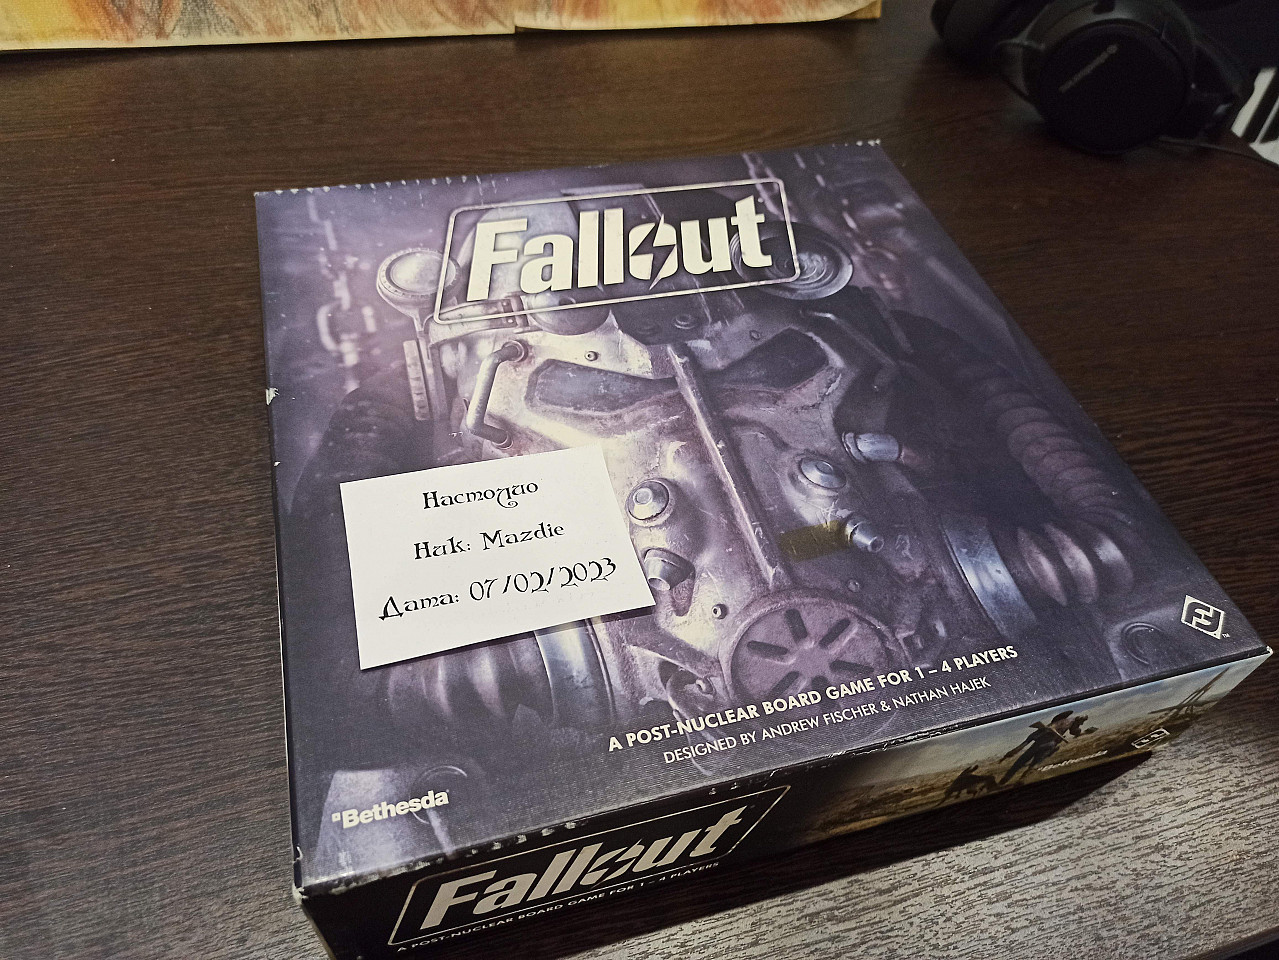 Fallout
Настолио
Ник: Mazdie
Дата: 07/02/2023
A POST-NUCLEAR BOARD GAME FOR 1 – 4 PLAYERS
DESIGNED BY ANDREW FISCHER & NATHAN HAJEK
Bethesda
Fallout
A POST-NUCLEAR BOARD GAME FOR 1 – 4 PLAYERS
Bethesda